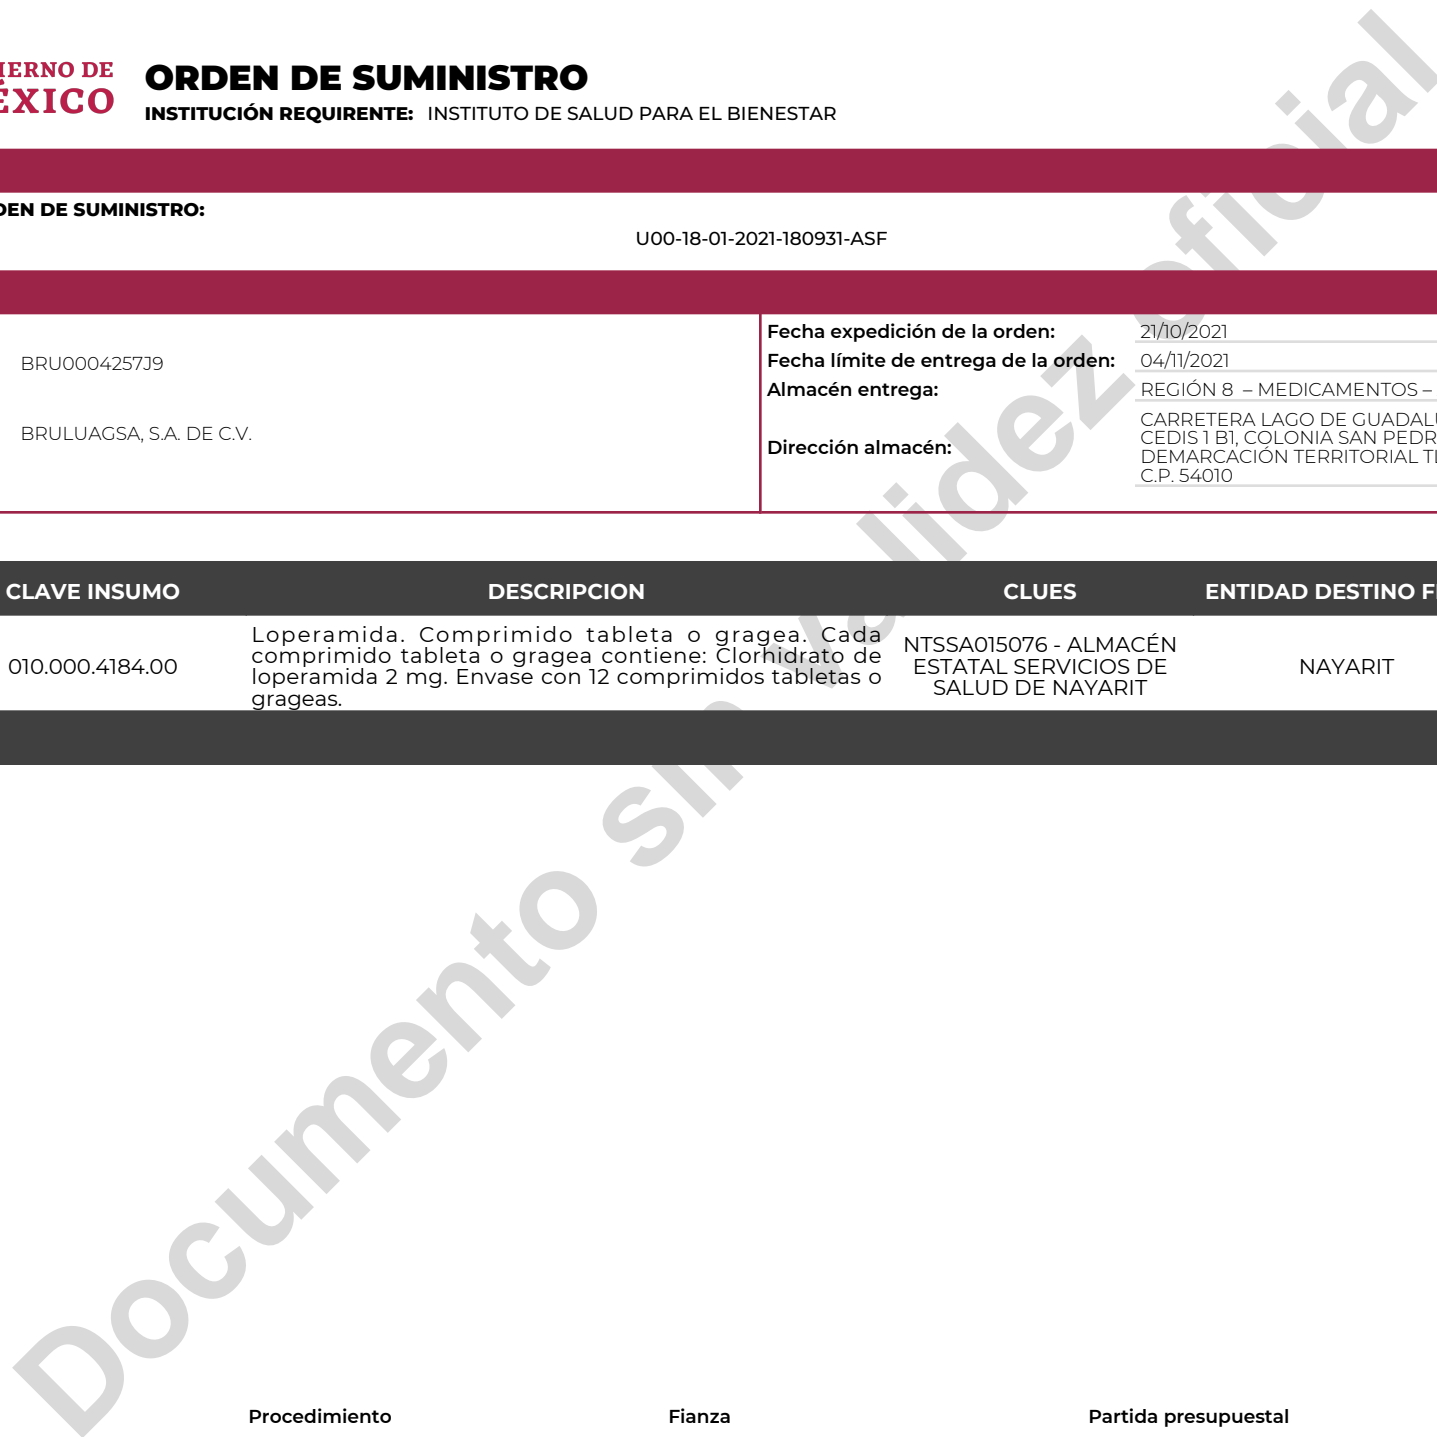 IERNO DE
ÉXICO
ORDEN DE SUMINISTRO
INSTITUCIÓN REQUIRENTE: INSTITUTO DE SALUD PARA EL BIENESTAR
DEN DE SUMINISTRO:
U00-18-01-2021-180931-ASF
BRU0004257J9
BRULUAGSA, S.A. DE C.V.
Fecha expedición de la orden: 21/10/2021
Fecha límite de entrega de la orden: 04/11/2021
Almacén entrega: REGIÓN 8 – MEDICAMENTOS –
Dirección almacén:
CARRETERA LAGO DE GUADALU
CEDIS 1 B1, COLONIA SAN PEDR
DEMARCACIÓN TERRITORIAL TL
C.P. 54010
CLAVE INSUMO DESCRIPCION CLUES ENTIDAD DESTINO FI
010.000.4184.00
Loperamida. Comprimido tableta o gragea. Cada
comprimido tableta o gragea contiene: Clorhidrato de
loperamida 2 mg. Envase con 12 comprimidos tabletas o
grageas.
NTSSA015076 - ALMACÉN
ESTATAL SERVICIOS DE
SALUD DE NAYARIT
NAYARIT
Documento sin validez oficial
Procedimiento Fianza Partida presupuestal